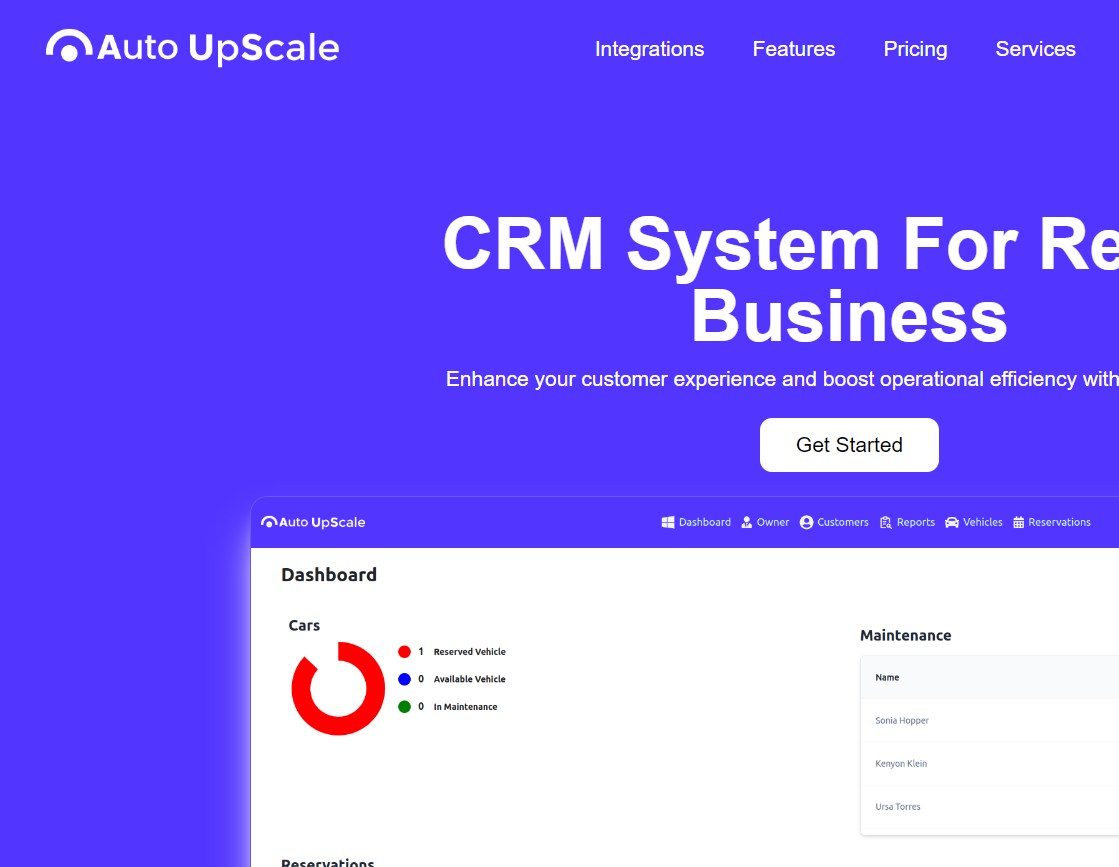 Auto UpScale
Integrations Features Pricing Services
CRM System For Re
Business
Enhance your customer experience and boost operational efficiency with
Get Started
Auto UpScale
Dashboard Owner Customers Reports Vehicles Reservations
Dashboard
Cars
1 Reserved Vehicle
0 Available Vehicle
0 In Maintenance
Maintenance
Name
Sonia Hopper
Kenyon Klein
Ursa Torres
Reservations